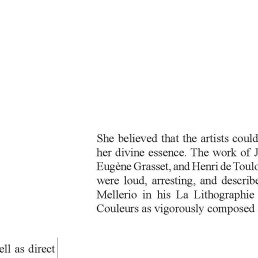 She believed that the artists could
her divine essence. The work of J
Eugène Grasset, and Henri de Toulo
were loud, arresting, and describe
Mellerio in his La Lithographie
Couleurs as vigorously composed
ell as direct